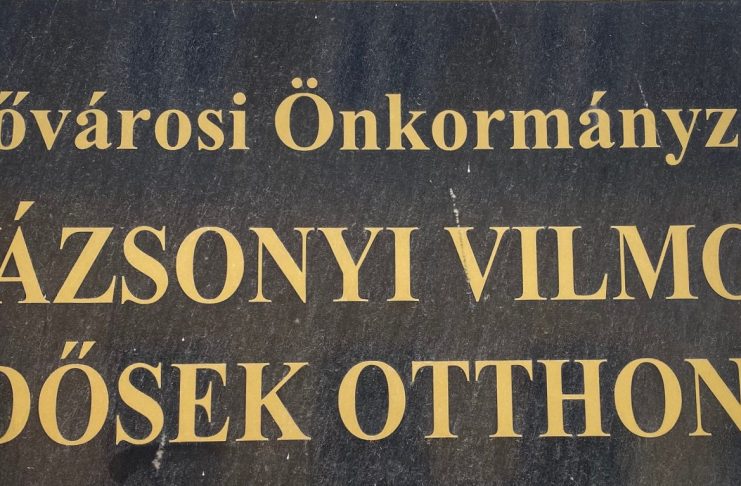 ővárosi Önkormányz
ÁZSONYI VILMO
DŐSEK OTTHON